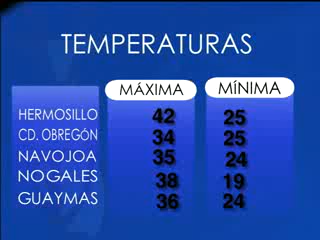 TEMPERATURAS
MÁXIMA MÍNIMA
HERMOSILLO 42 25
CD. OBREGÓN 34 25
NAVOJOA 35 24
NOGALES 38 19
GUAYMAS 36 24